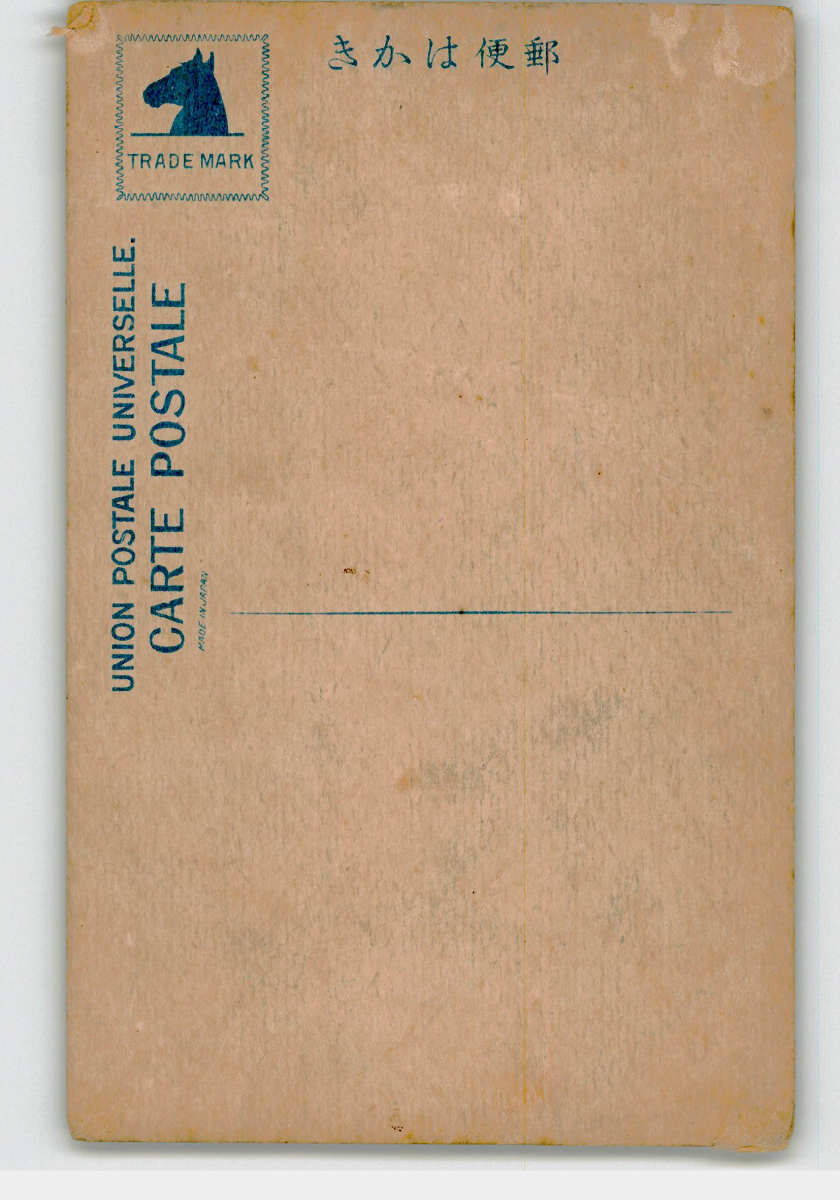 郵便はかき
TRADE MARK
UNION POSTALE UNIVERSELLE.
CARTE POSTALE
MADE IN JAPAN